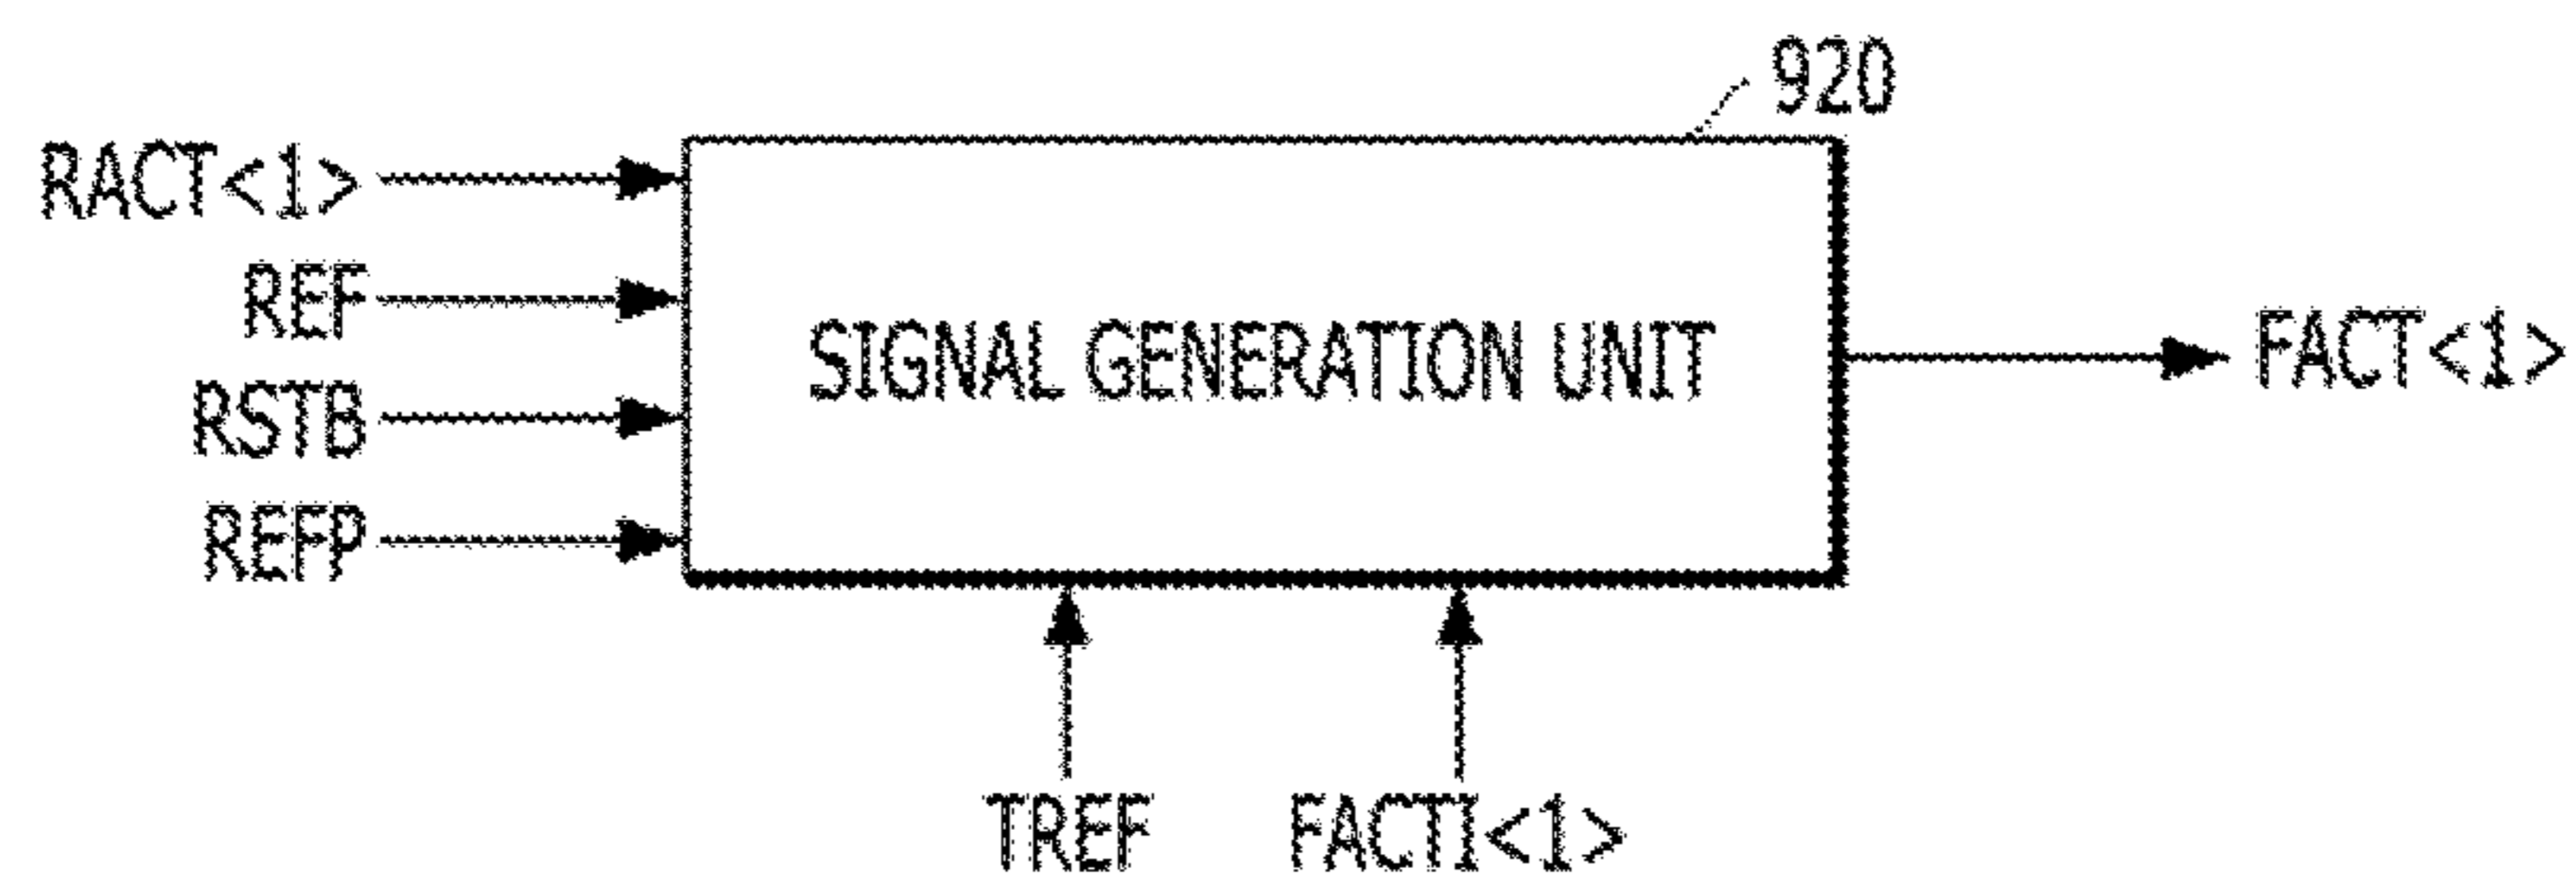 920
RACT<1>
REF
SIGNAL GENERATION UNIT
FACT<1>
RSTB
REFP
TREF
FACTI<1>